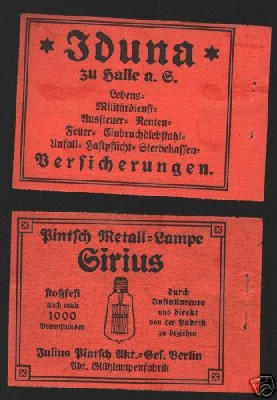 * Iduna *
zu Halle a. S.
Lebens=
Militärdienst=
Aussteuer= Renten=
Feuer= Einbruchdiebstahl=
Unfall= Haftpflicht= Sterbekassen=
Versicherungen.
Pintsch Metall=Lampe
Sirius
stoßfest
auch nach
1000
Brennstunden
durch
Installateure
und direkt
von der Fabrik
zu beziehen
Julius Pintsch Akt.=Ges. Berlin
Abt. Glühlampenfabrik